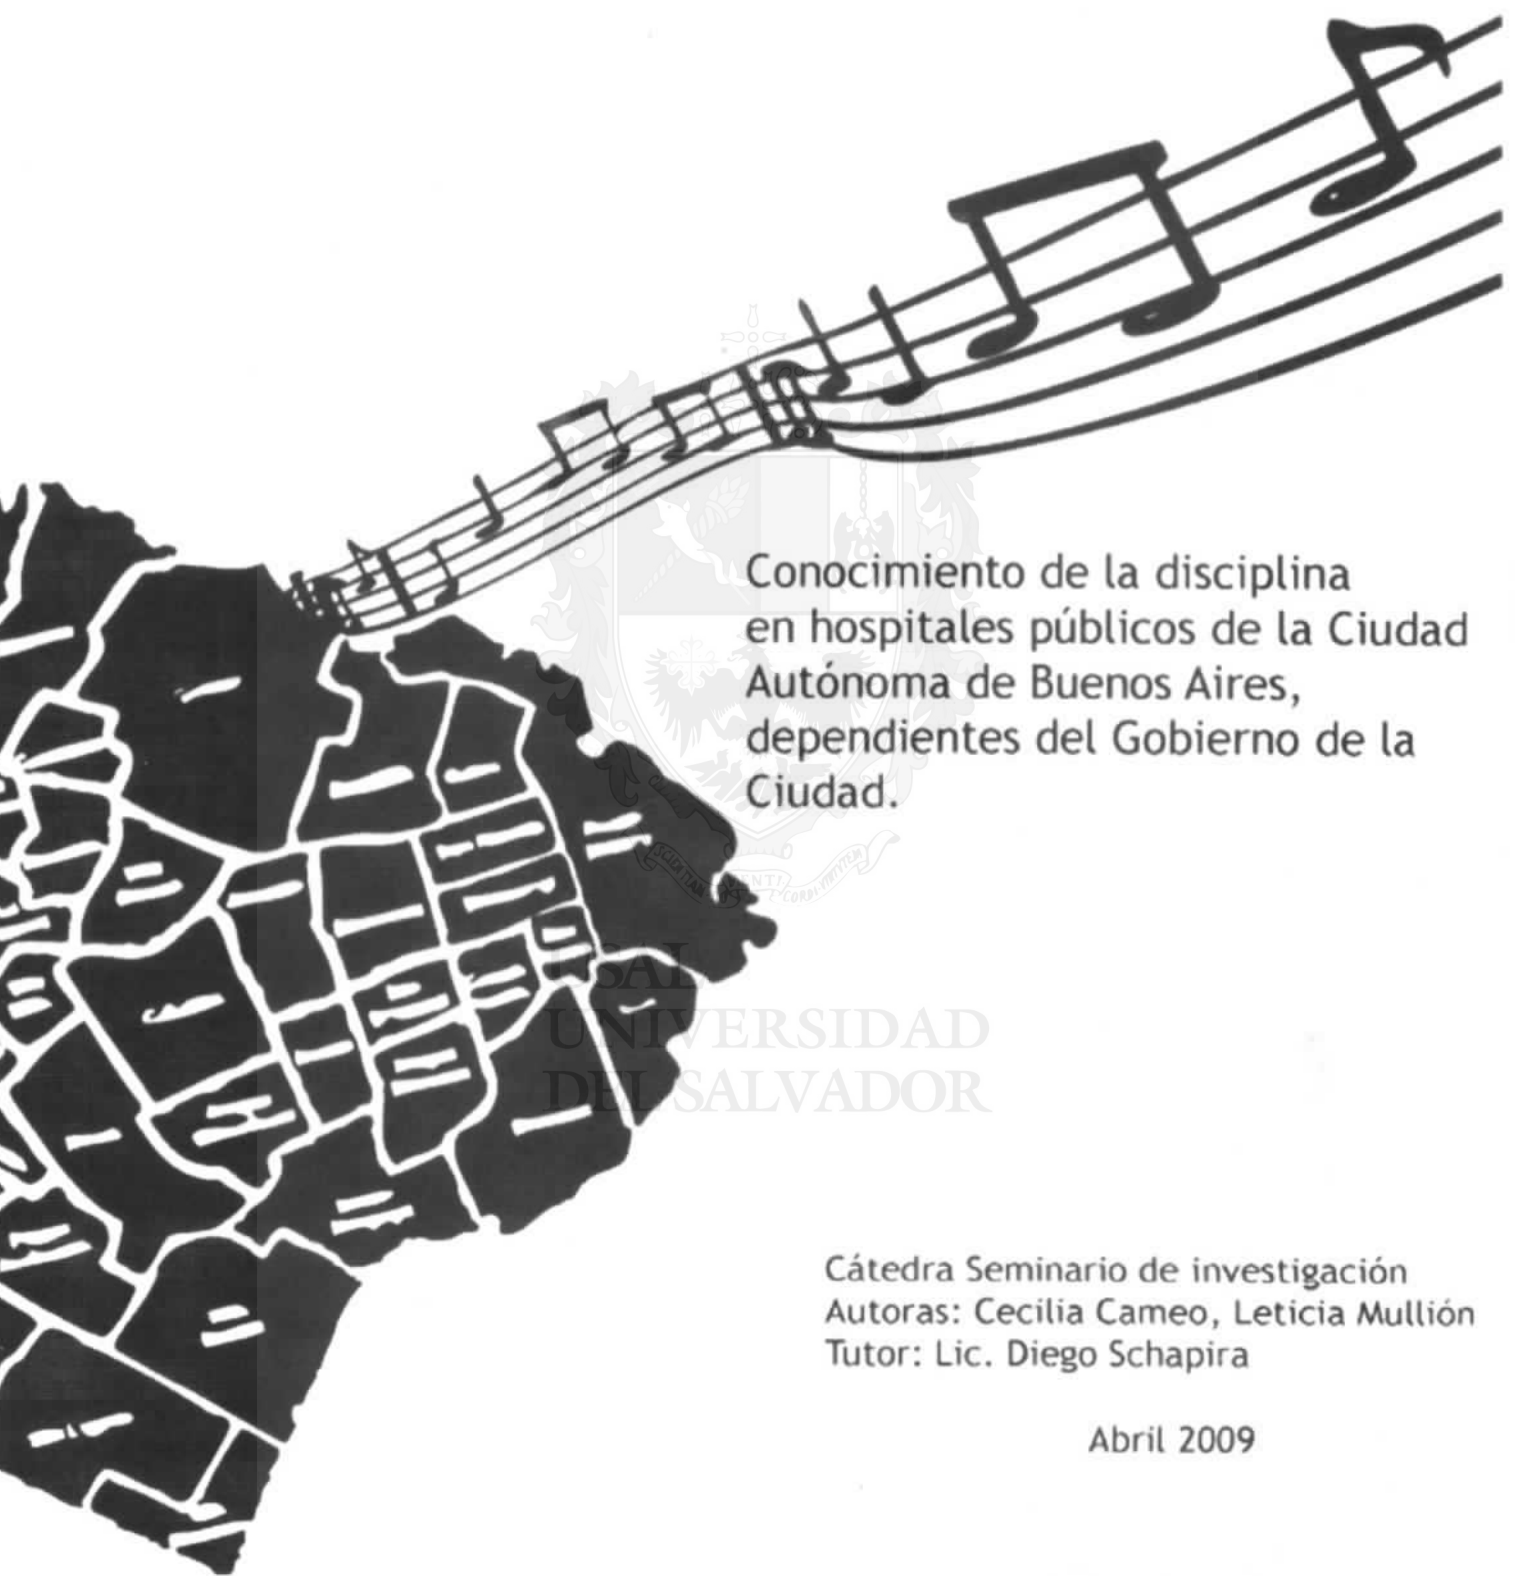 Conocimiento de la disciplina
en hospitales públicos de la Ciudad
Autónoma de Buenos Aires,
dependientes del Gobierno de la
Ciudad.
USAL
UNIVERSIDAD
DEL SALVADOR
Cátedra Seminario de investigación
Autoras: Cecilia Cameo, Leticia Mullión
Tutor: Lic. Diego Schapira
Abril 2009